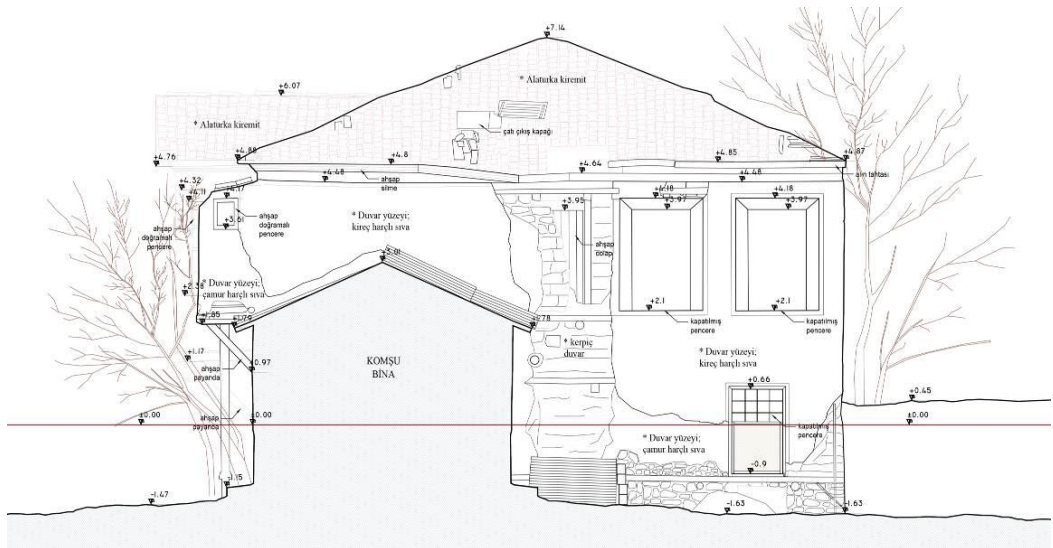 +7.14
+6.07
* Alaturka kiremit
* Alaturka kiremit
çatı çıkış kapağı
+4.76
+4.88
+4.8
+4.64
+4.85
+4.87
alın tahtası
+4.32
+4.11
+4.17
+4.48
ahşap
silme
+4.48
+4.18
+3.97
+4.18
+3.97
+3.95
ahşap
dolap
ahşap
doğramalı
pencere
+3.61
ahşap
doğramalı
pencere
* Duvar yüzeyi;
kireç harçlı sıva
+3.01
* Duvar yüzeyi;
çamur harçlı sıva
+2.38
+2.1
kapatılmış
pencere
+2.1
kapatılmış
pencere
+1.85
+1.79
+1.78
* kerpiç
duvar
* Duvar yüzeyi;
kireç harçlı sıva
+1.17
ahşap
payanda
+0.97
KOMŞU
BİNA
+0.66
+0.45
ahşap
payanda
±0.00
±0.00
±0.00
kapatılmış
pencere
* Duvar yüzeyi;
çamur harçlı sıva
-0.9
-1.15
-1.47
-1.63
-1.63